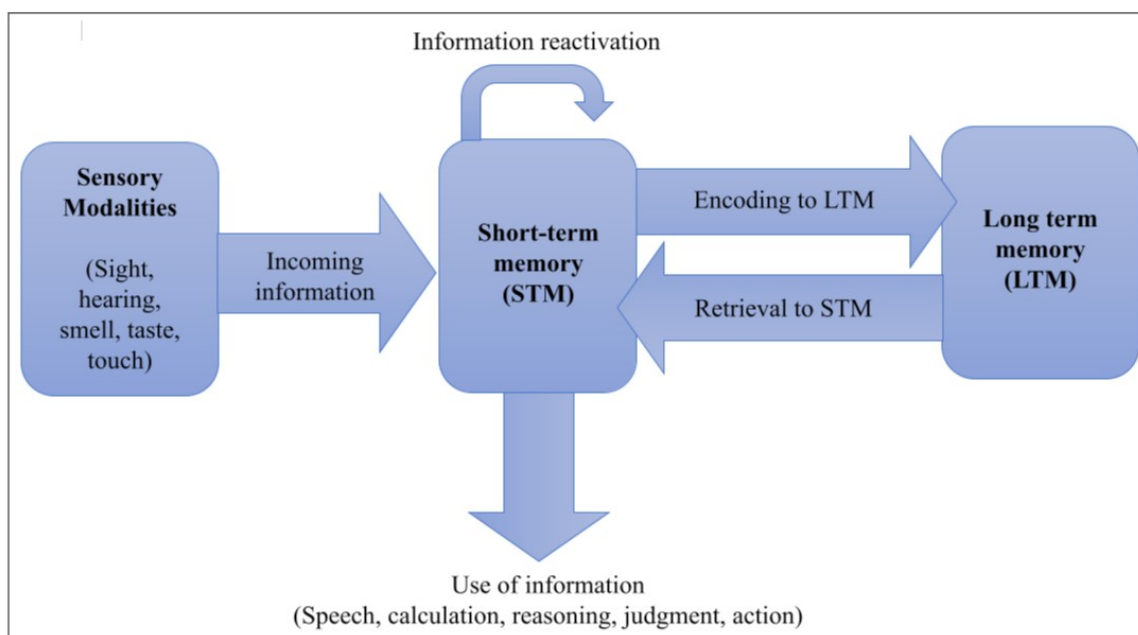 Information reactivation
Sensory
Modalities
(Sight,
hearing,
smell, taste,
touch)
Incoming
information
Short-term
memory
(STM)
Encoding to LTM
Retrieval to STM
Long term
memory
(LTM)
Use of information
(Speech, calculation, reasoning, judgment, action)